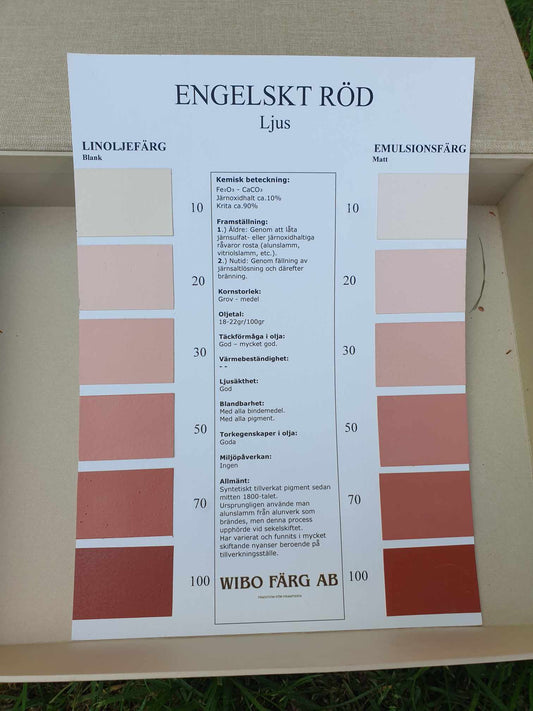 ENGELSKT RÖD
Ljus
LINOLJEFÄRG
Blank
EMULSIONSFÄRG
Matt
10
20
30
50
70
100
Kemisk beteckning:
Fe₂O₃ - CaCO₃
Järnoxidhalt ca.10%
Krita ca.90%
Framställning:
1.) Äldre: Genom att låta
järnsulfat- eller järnoxidhaltiga
råvaror rosta (alunslamm,
vitriolslamm, etc.).
2.) Nutid: Genom fällning av
järnsaltlösning och därefter
bränning.
Kornstorlek:
Grov - medel
Oljetal:
18-22gr/100gr
Täckförmåga i olja:
God – mycket god.
Värmebeständighet:
- -
Ljusäkthet:
God
Blandbarhet:
Med alla bindemedel.
Med alla pigment.
Torkegenskaper i olja:
Goda
Miljöpåverkan:
Ingen
Allmänt:
Syntetiskt tillverkat pigment sedan
mitten 1800-talet.
Ursprungligen använde man
alunslamm från alunverk som
brändes, men denna process
upphörde vid sekelskiftet.
Har varierat och funnits i mycket
skiftande nyanser beroende på
tillverkningsställe.
WIBO FÄRG AB
10
20
30
50
70
100